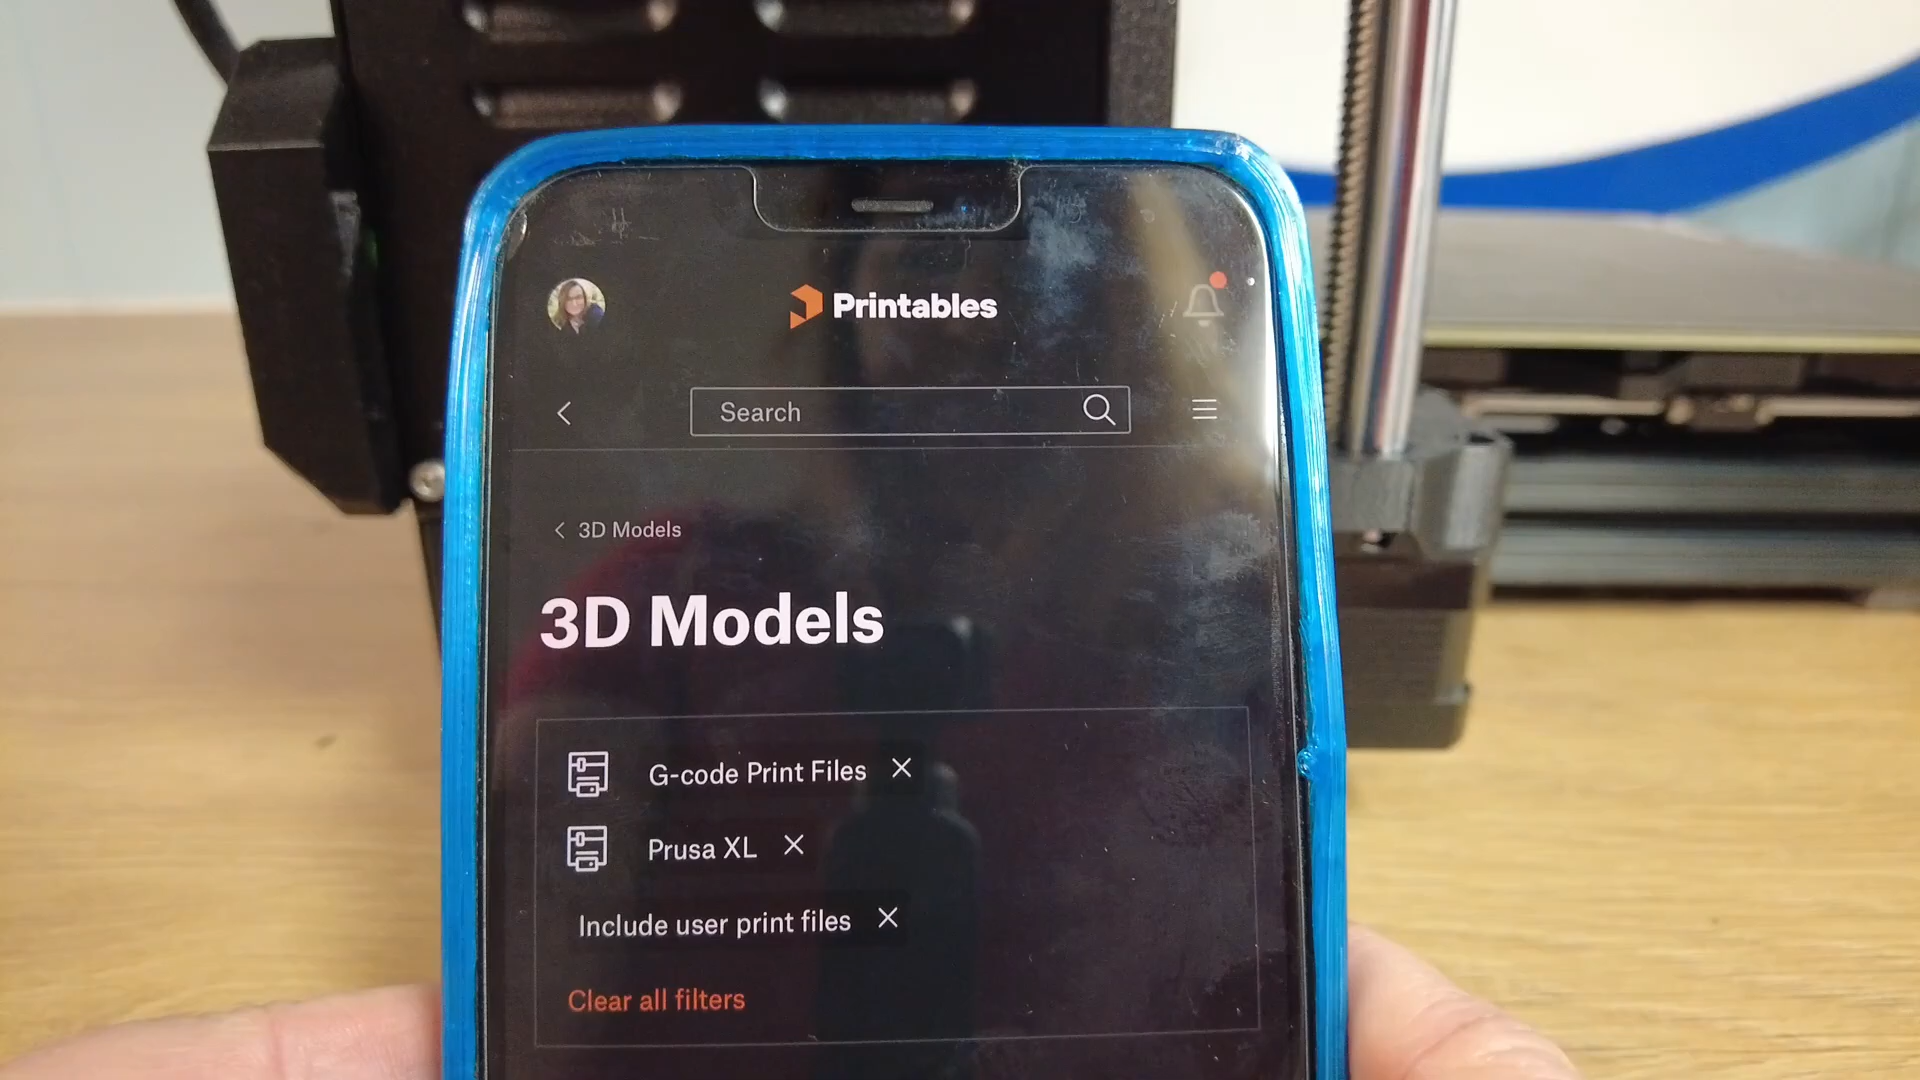 Printables
Search
3D Models
3D Models
G-code Print Files
Prusa XL
Include user print files
Clear all filters